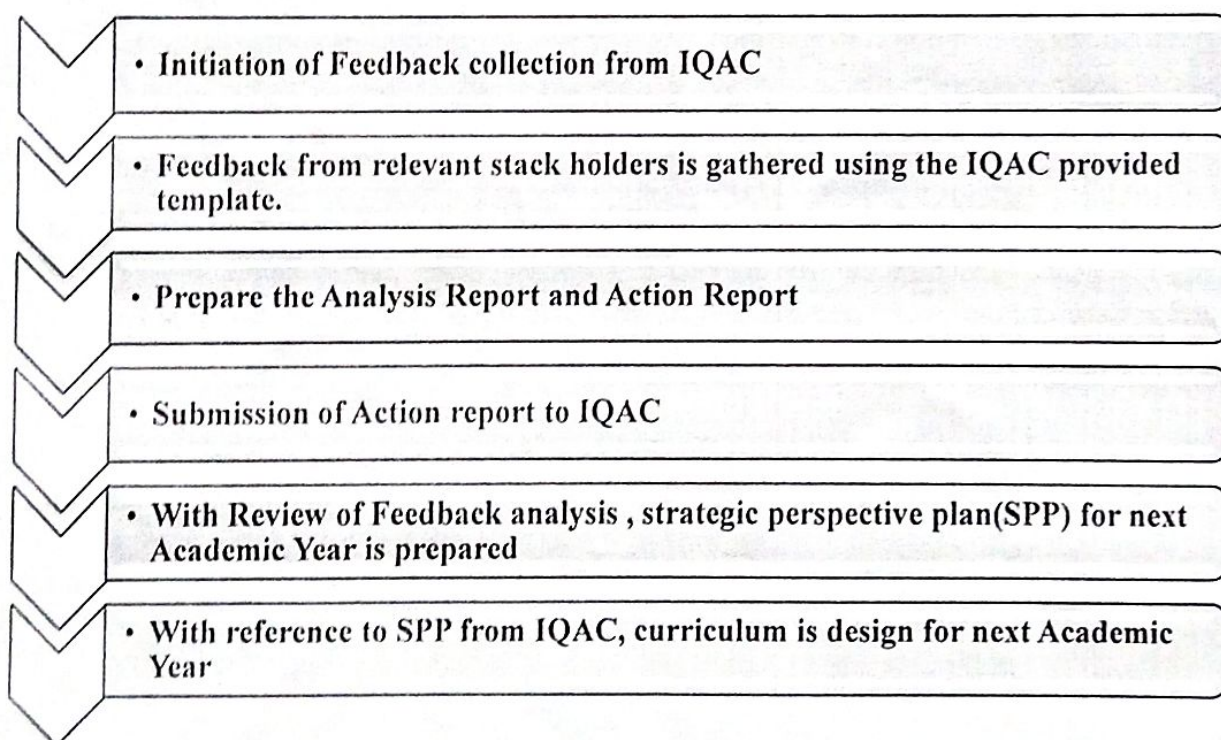 • Initiation of Feedback collection from IQAC
• Feedback from relevant stack holders is gathered using the IQAC provided
template.
• Prepare the Analysis Report and Action Report
• Submission of Action report to IQAC
• With Review of Feedback analysis , strategic perspective plan(SPP) for next
Academic Year is prepared
• With reference to SPP from IQAC, curriculum is design for next Academic
Year